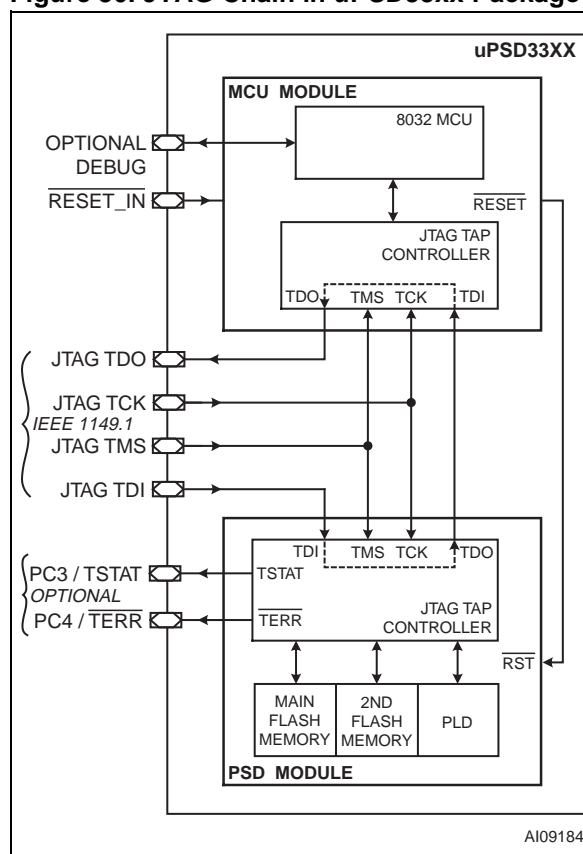 uPSD33XX
MCU MODULE
8032 MCU
OPTIONAL
DEBUG
RESET_IN
RESET
JTAG TAP
CONTROLLER
TDO TMS TCK TDI
JTAG TDO
JTAG TCK
IEEE 1149.1
JTAG TMS
JTAG TDI
TDI TMS TCK TDO
PC3 / TSTAT
TSTAT
OPTIONAL
PC4 / TERR
TERR
JTAG TAP
CONTROLLER
RST
MAIN
FLASH
MEMORY
2ND
FLASH
MEMORY
PLD
PSD MODULE
AI09184